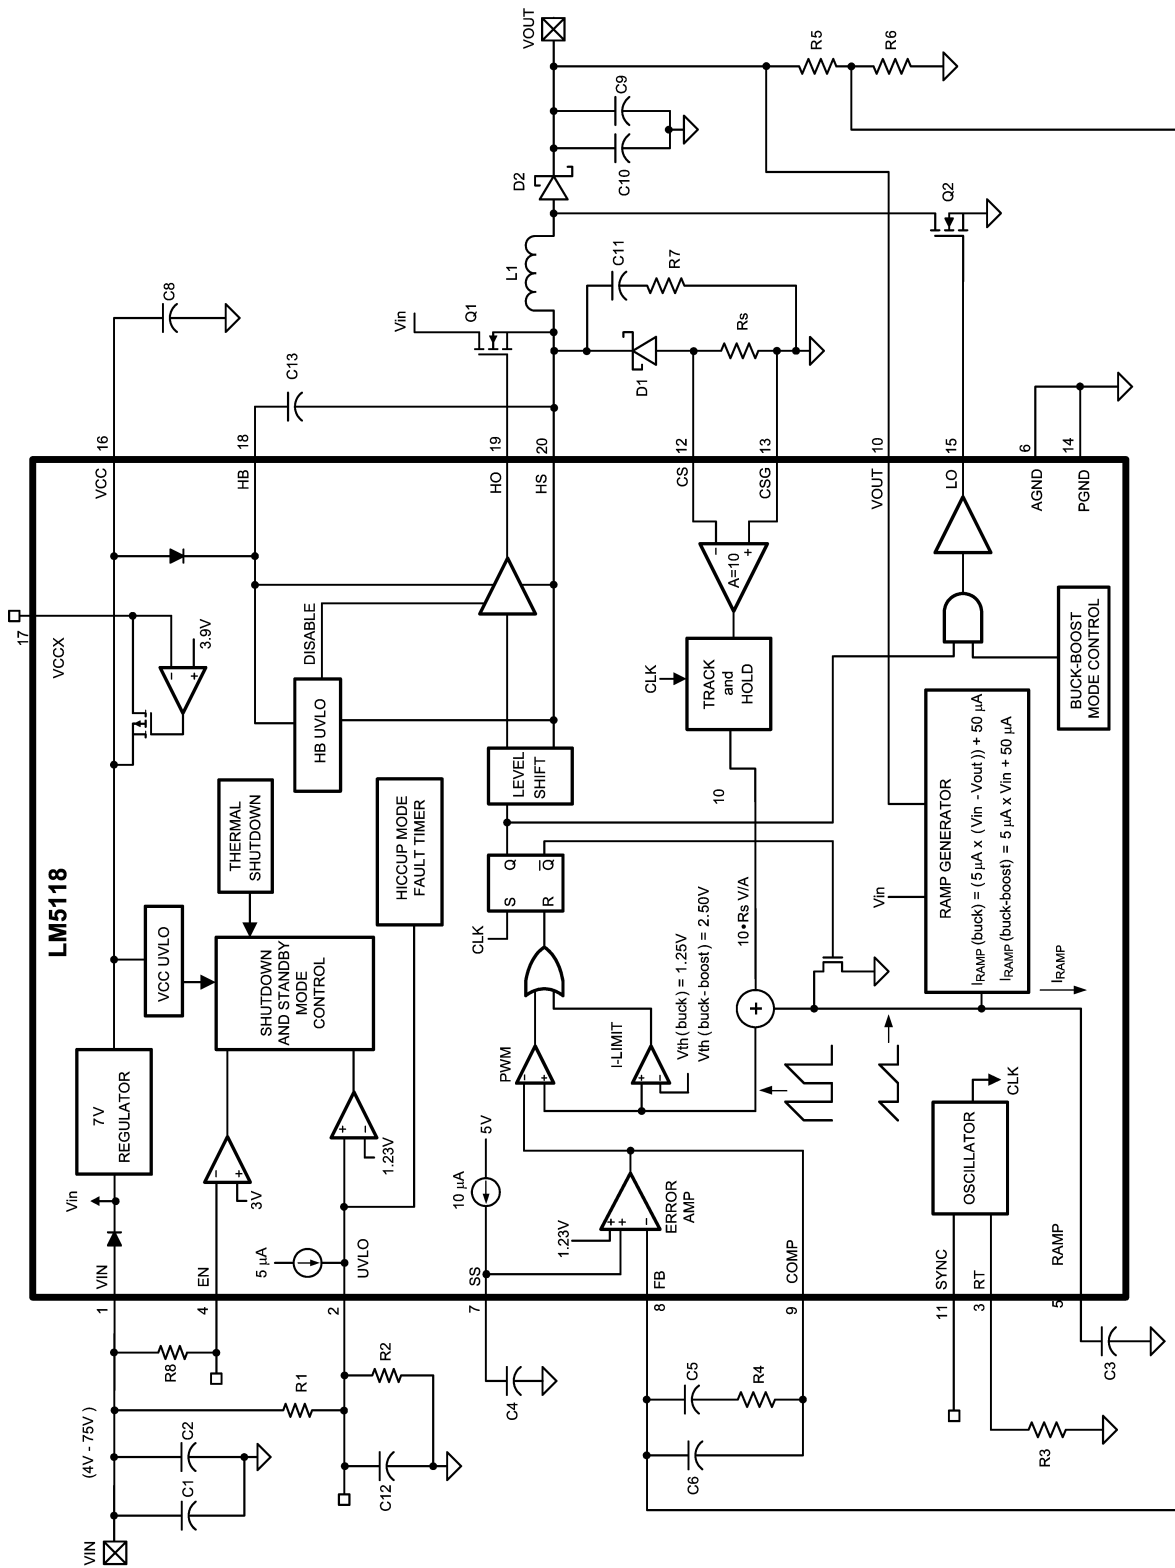 LM5118
VIN
(4V - 75V )
C1
C2
R8
R1
R2
C12
1
VIN
Vin
7V
REGULATOR
4
EN
3V
2
UVLO
5 µA
1.23V
VCC UVLO
THERMAL
SHUTDOWN
SHUTDOWN
AND STANDBY
MODE
CONTROL
HICCUP MODE
FAULT TIMER
17
VCCX
3.9V
HB UVLO
DISABLE
VCC
16
C8
HB
18
C13
HO
19
HS
20
Vin
Q1
L1
D2
VOUT
C10
C9
R5
R6
C11
R7
D1
Rs
Q2
7
SS
C4
10 µA
5V
1.23V
ERROR
AMP
8
FB
9
COMP
C5
R4
C6
PWM
I-LIMIT
Vth( buck ) = 1.25V
Vth( buck - boost ) = 2.50V
CLK
S
R
Q
Q
LEVEL
SHIFT
10•Rs V/A
10
CLK
TRACK
and
HOLD
A=10
CS
12
CSG
13
VOUT
10
LO
15
AGND
6
PGND
14
Vin
RAMP GENERATOR
IRAMP (buck) = (5 µA x (Vin - Vout )) + 50 µA
IRAMP (buck-boost) = 5 µA x Vin + 50 µA
IRAMP
BUCK-BOOST
MODE CONTROL
OSCILLATOR
CLK
11
SYNC
3
RT
5
RAMP
R3
C3